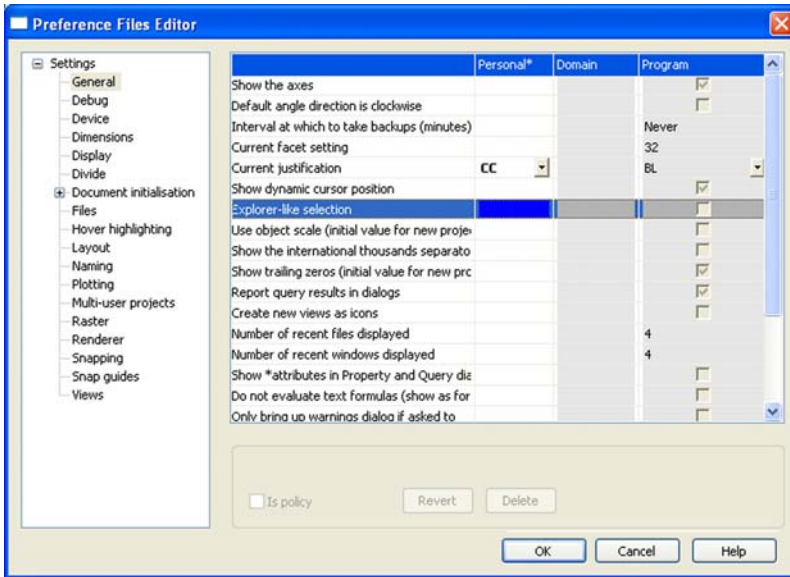 Preference Files Editor
Settings
General
Debug
Device
Dimensions
Display
Divide
Document initialisation
Files
Hover highlighting
Layout
Naming
Plotting
Multi-user projects
Raster
Renderer
Snapping
Snap guides
Views
Personal* Domain Program
Show the axes
Default angle direction is clockwise
Interval at which to take backups (minutes) Never
Current facet setting 32
Current justification CC BL
Show dynamic cursor position
Explorer-like selection
Use object scale (initial value for new projec
Show the international thousands separato
Show trailing zeros (initial value for new prc
Report query results in dialogs
Create new views as icons
Number of recent files displayed 4
Number of recent windows displayed 4
Show *attributes in Property and Query dia
Do not evaluate text formulas (show as for
Only bring up warnings dialog if asked to
Is policy Revert Delete
OK Cancel Help